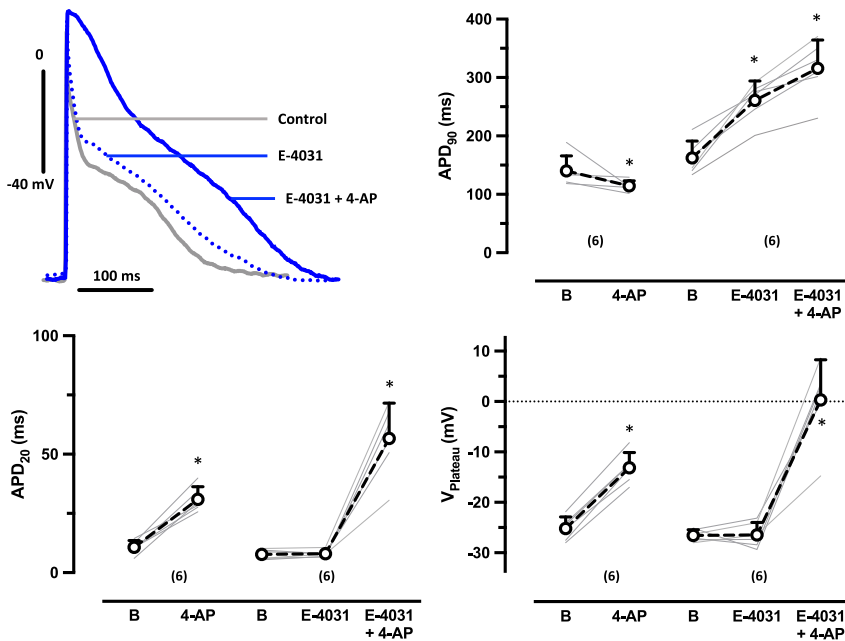 0
-40 mV
Control
E-4031
E-4031 + 4-AP
100 ms
APD90 (ms)
400
300
200
100
0
*
*
*
(6)
(6)
B
4-AP
B
E-4031
E-4031
+ 4-AP
APD20 (ms)
100
50
0
*
*
(6)
(6)
B
4-AP
B
E-4031
E-4031
+ 4-AP
VPlateau (mV)
10
0
-10
-20
-30
*
*
(6)
(6)
B
4-AP
B
E-4031
E-4031
+ 4-AP